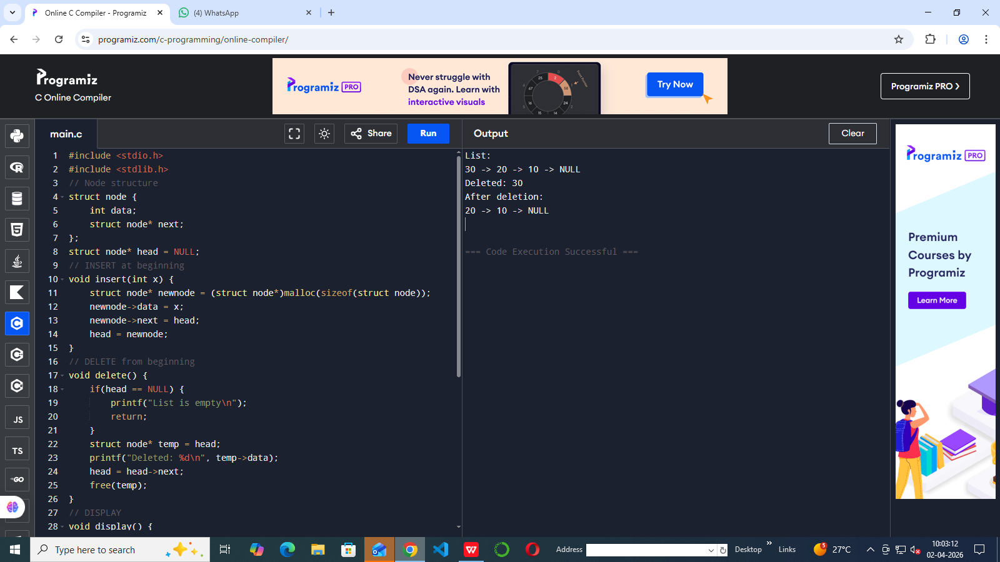 Online C Compiler - Programiz
(4) WhatsApp
programiz.com/c-programming/online-compiler/
Programiz
C Online Compiler
Programiz PRO
Never struggle with
DSA again. Learn with
interactive visuals
Try Now
Programiz PRO ❯
main.c
Share
Run
Output
Clear
1 #include <stdio.h>
2 #include <stdlib.h>
3 // Node structure
4 struct node {
5     int data;
6     struct node* next;
7 };
8 struct node* head = NULL;
9 // INSERT at beginning
10 void insert(int x) {
11     struct node* newnode = (struct node*)malloc(sizeof(struct node));
12     newnode->data = x;
13     newnode->next = head;
14     head = newnode;
15 }
16 // DELETE from beginning
17 void delete() {
18     if(head == NULL) {
19         printf("List is empty\n");
20         return;
21     }
22     struct node* temp = head;
23     printf("Deleted: %d\n", temp->data);
24     head = head->next;
25     free(temp);
26 }
27 // DISPLAY
28 void display() {
List:
30 -> 20 -> 10 -> NULL
Deleted: 30
After deletion:
20 -> 10 -> NULL
=== Code Execution Successful ===
Programiz PRO
Premium
Courses by
Programiz
Learn More
JS
TS
GO
Type here to search
Address
Desktop
Links
5
27°C
10:03:12
02-04-2026